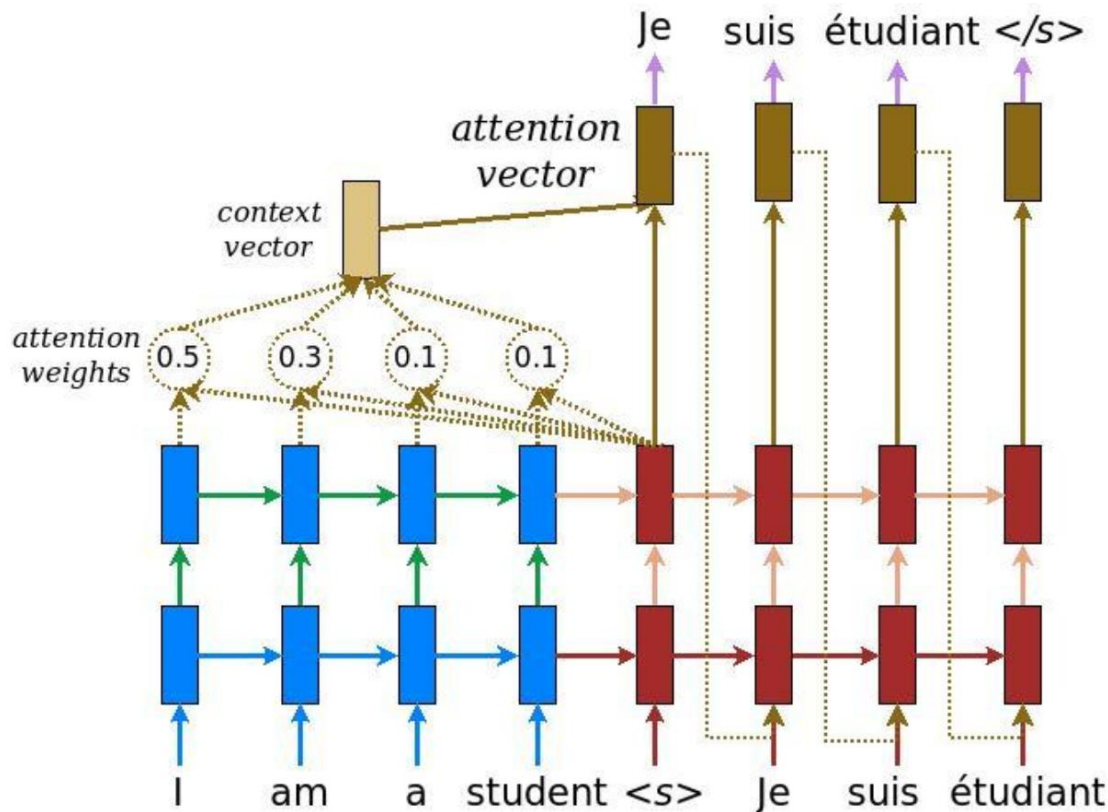 Je suis étudiant </s>
attention
vector
context
vector
attention
weights
0.5 0.3 0.1 0.1
I am a student <s> Je suis étudiant